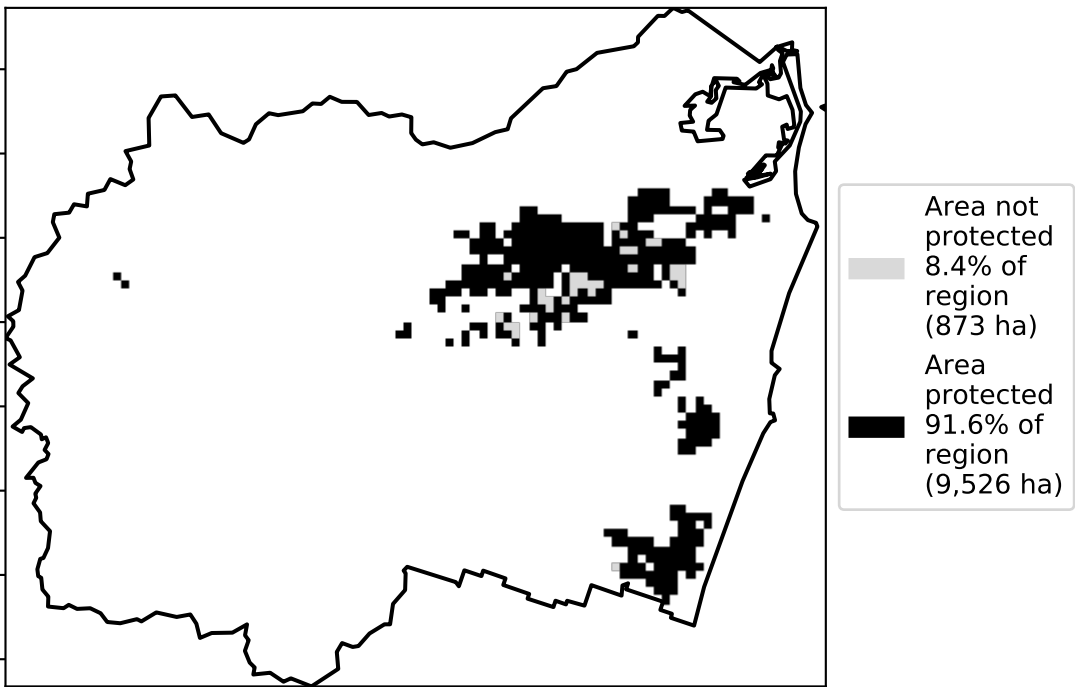 Area not
protected
8.4% of
region
(873 ha)
Area
protected
91.6% of
region
(9,526 ha)